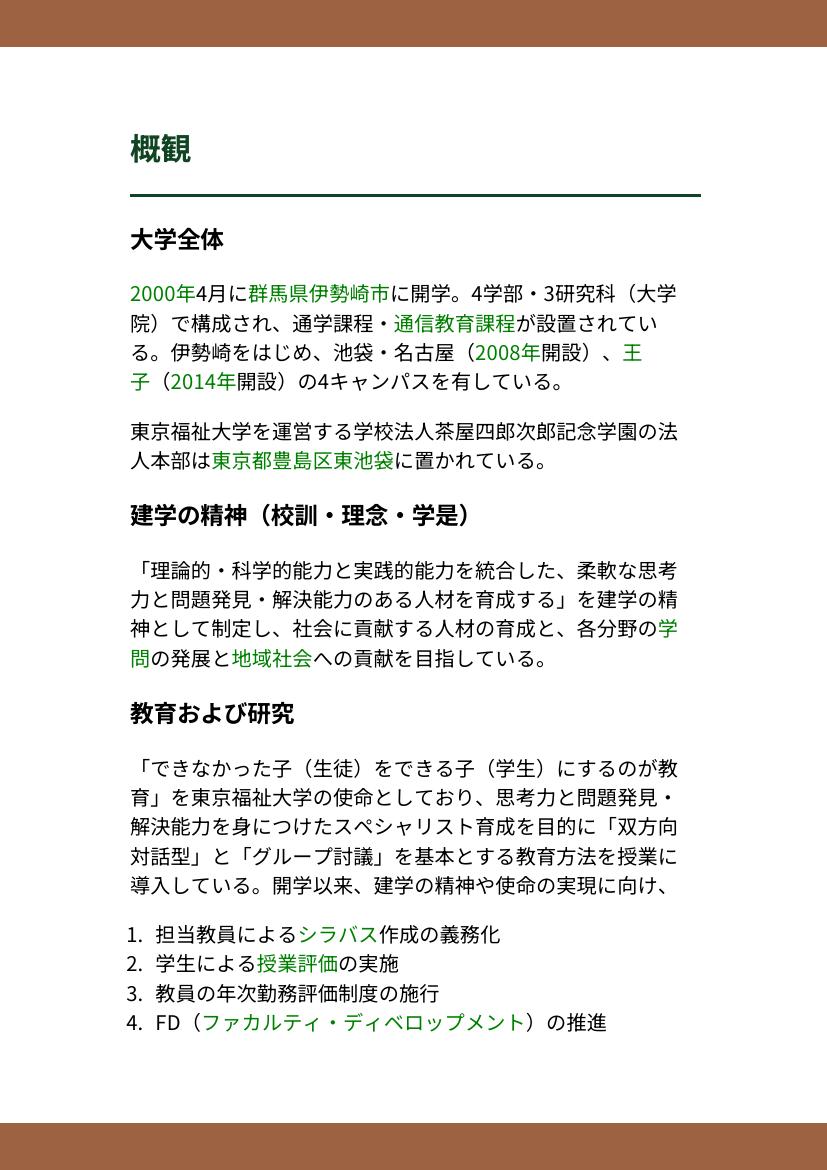 概観
大学全体
2000年4月に群馬県伊勢崎市に開学。4学部・3研究科（大学
院）で構成され、通学課程・通信教育課程が設置されてい
る。伊勢崎をはじめ、池袋・名古屋（2008年開設）、王
子（2014年開設）の4キャンパスを有している。
東京福祉大学を運営する学校法人茶屋四郎次郎記念学園の法
人本部は東京都豊島区東池袋に置かれている。
建学の精神（校訓・理念・学是）
「理論的・科学的能力と実践的能力を統合した、柔軟な思考
力と問題発見・解決能力のある人材を育成する」を建学の精
神として制定し、社会に貢献する人材の育成と、各分野の学
問の発展と地域社会への貢献を目指している。
教育および研究
「できなかった子（生徒）をできる子（学生）にするのが教
育」を東京福祉大学の使命としており、思考力と問題発見・
解決能力を身につけたスペシャリスト育成を目的に「双方向
対話型」と「グループ討議」を基本とする教育方法を授業に
導入している。開学以来、建学の精神や使命の実現に向け、
1. 担当教員によるシラバス作成の義務化
2. 学生による授業評価の実施
3. 教員の年次勤務評価制度の施行
4. FD（ファカルティ・ディベロップメント）の推進